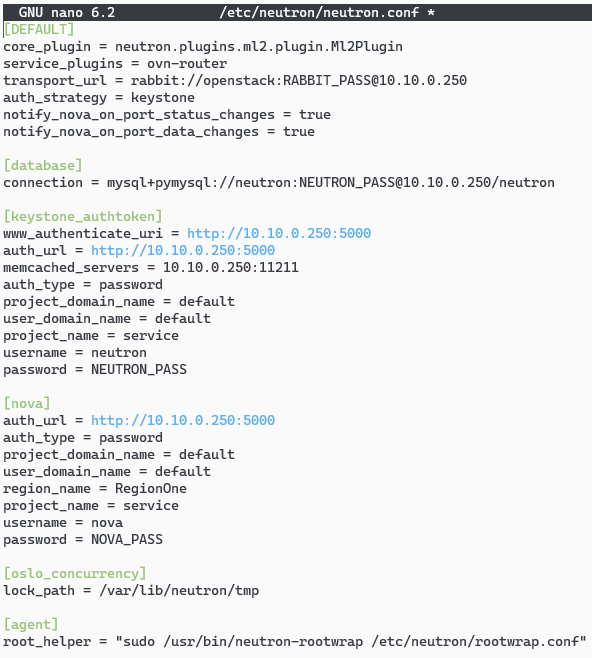 GNU nano 6.2 /etc/neutron/neutron.conf *
[DEFAULT]
core_plugin = neutron.plugins.ml2.plugin.Ml2Plugin
service_plugins = ovn-router
transport_url = rabbit://openstack:RABBIT_PASS@10.10.0.250
auth_strategy = keystone
notify_nova_on_port_status_changes = true
notify_nova_on_port_data_changes = true

[database]
connection = mysql+pymysql://neutron:NEUTRON_PASS@10.10.0.250/neutron

[keystone_authtoken]
www_authenticate_uri = http://10.10.0.250:5000
auth_url = http://10.10.0.250:5000
memcached_servers = 10.10.0.250:11211
auth_type = password
project_domain_name = default
user_domain_name = default
project_name = service
username = neutron
password = NEUTRON_PASS

[nova]
auth_url = http://10.10.0.250:5000
auth_type = password
project_domain_name = default
user_domain_name = default
region_name = RegionOne
project_name = service
username = nova
password = NOVA_PASS

[oslo_concurrency]
lock_path = /var/lib/neutron/tmp

[agent]
root_helper = "sudo /usr/bin/neutron-rootwrap /etc/neutron/rootwrap.conf"